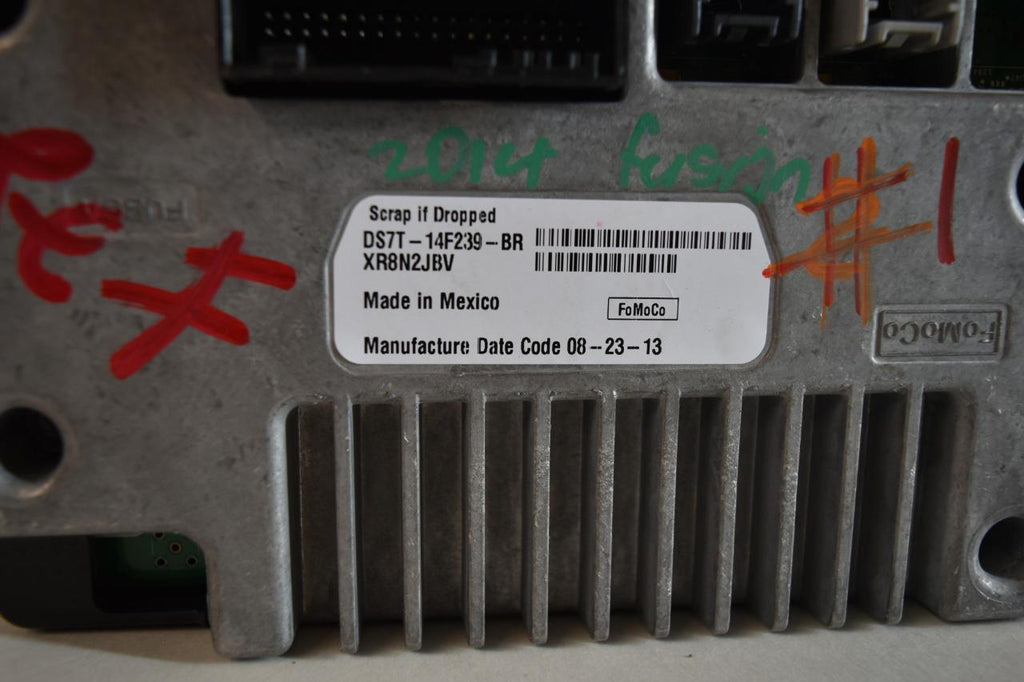 2014 fusion #1
Scrap if Dropped
DS7T-14F239-BR
XR8N2JBV
Made in Mexico
FoMoCo
Manufacture Date Code 08-23-13
FoMoCo